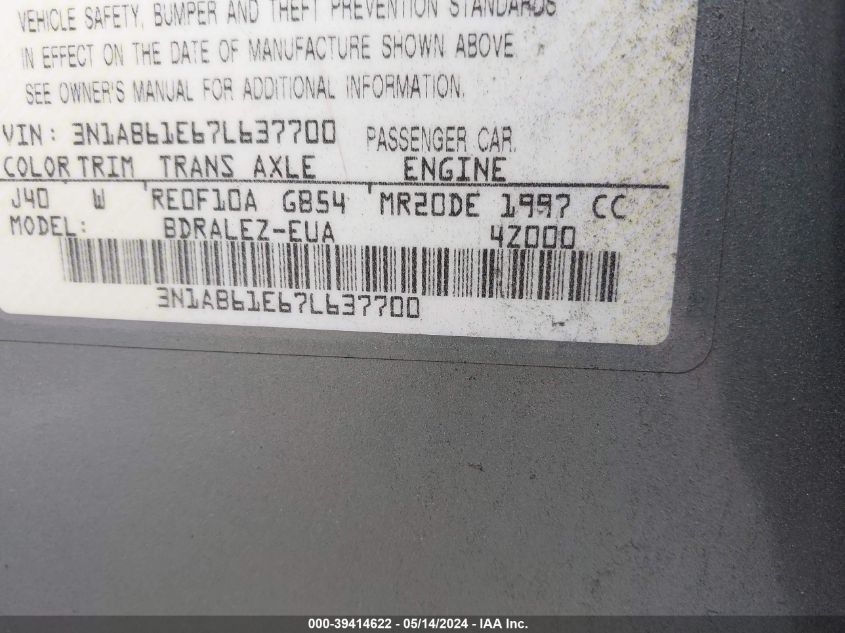 VEHICLE SAFETY, BUMPER AND THEFT PREVENTION STANDARDS
IN EFFECT ON THE DATE OF MANUFACTURE SHOWN ABOVE
SEE OWNER'S MANUAL FOR ADDITIONAL INFORMATION.
VIN: 3N1AB61E67L637700 PASSENGER CAR.
COLOR TRIM TRANS AXLE ENGINE
J40 W RE0F10A GB54 MR20DE 1997 CC
MODEL: BDRALEZ-EUA 4Z000
3N1AB61E67L637700
000-39414622 - 05/14/2024 - IAA Inc.